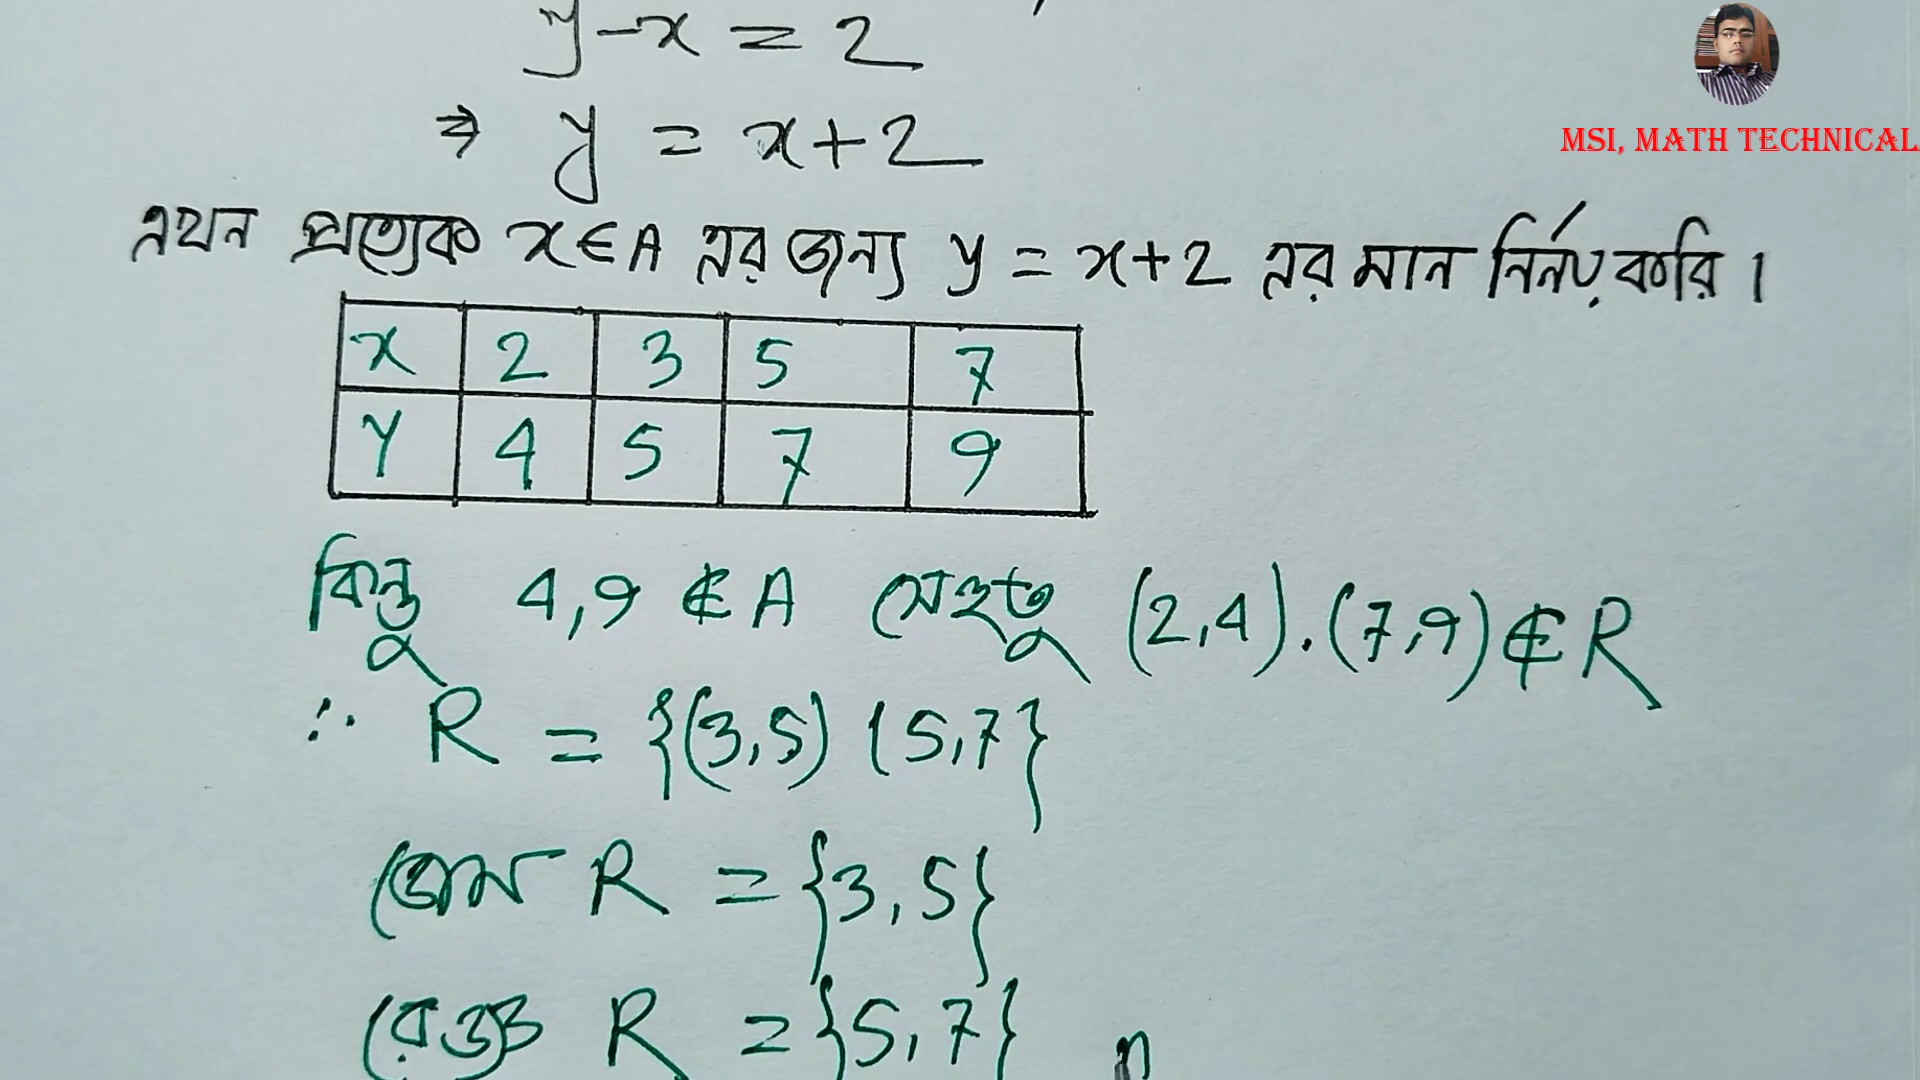 y-x = 2
⇒ y = x+2
MSI, MATH TECHNICAL
এখন প্রত্যেক x∈A এর জন্য y = x+2 এর মান নির্নয় করি।
x 2 3 5 7
y 4 5 7 9
কিন্তু 4,9 ∉ A সেহেতু (2,4).(7,9) ∉ R
∴ R = {(3,5) (5,7}
ডোম R = {3,5}
রেঞ্জ R = {5,7}